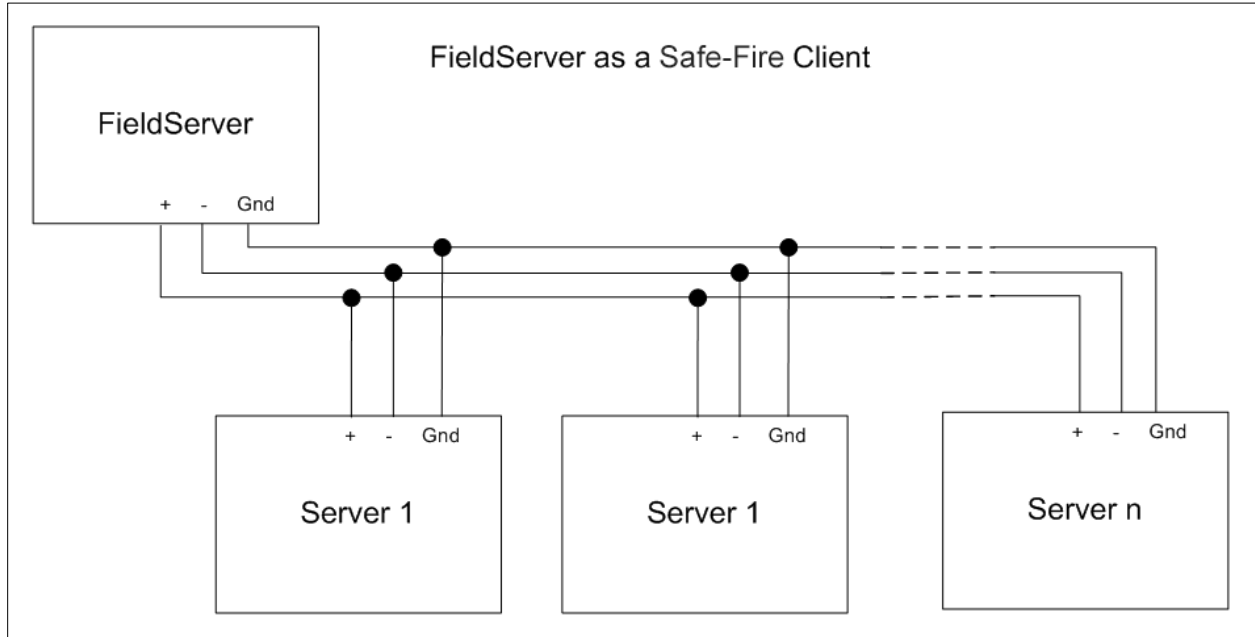 FieldServer as a Safe-Fire Client
FieldServer
+ - Gnd
+ - Gnd
Server 1
+ - Gnd
Server 1
+ - Gnd
Server n